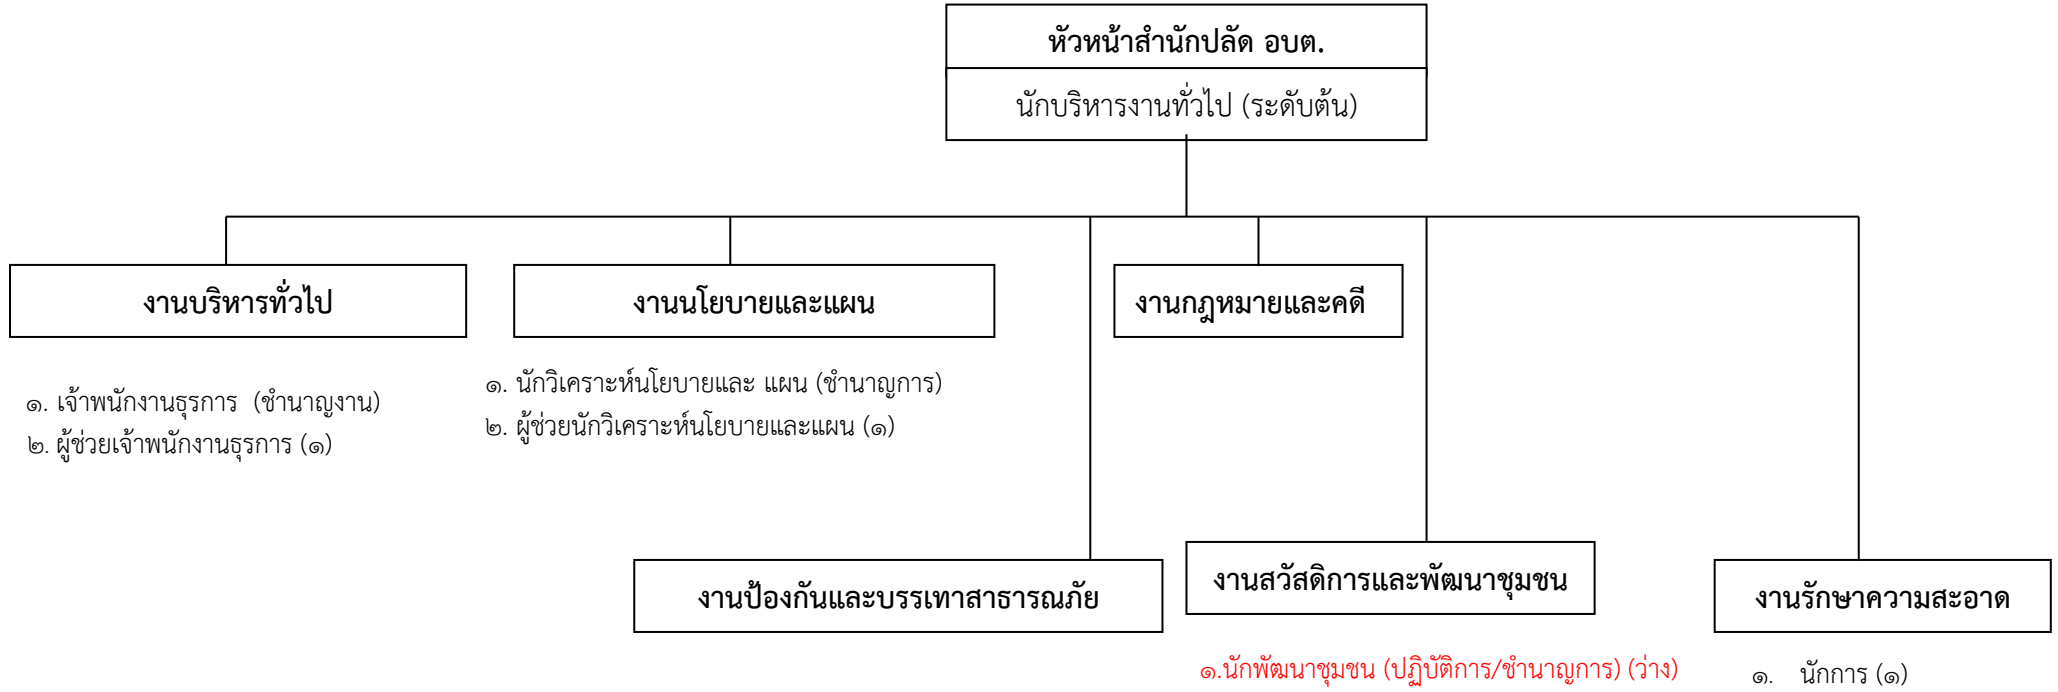 หัวหน้าสำนักปลัด อบต.
นักบริหารงานทั่วไป (ระดับต้น)
งานบริหารทั่วไป
งานนโยบายและแผน
งานกฎหมายและคดี
๑. เจ้าพนักงานธุรการ (ชำนาญงาน)
๒. ผู้ช่วยเจ้าพนักงานธุรการ (๑)
๑. นักวิเคราะห์นโยบายและ แผน (ชำนาญการ)
๒. ผู้ช่วยนักวิเคราะห์นโยบายและแผน (๑)
งานป้องกันและบรรเทาสาธารณภัย
งานสวัสดิการและพัฒนาชุมชน
งานรักษาความสะอาด
๑.นักพัฒนาชุมชน (ปฏิบัติการ/ชำนาญการ) (ว่าง)
๑. นักการ (๑)